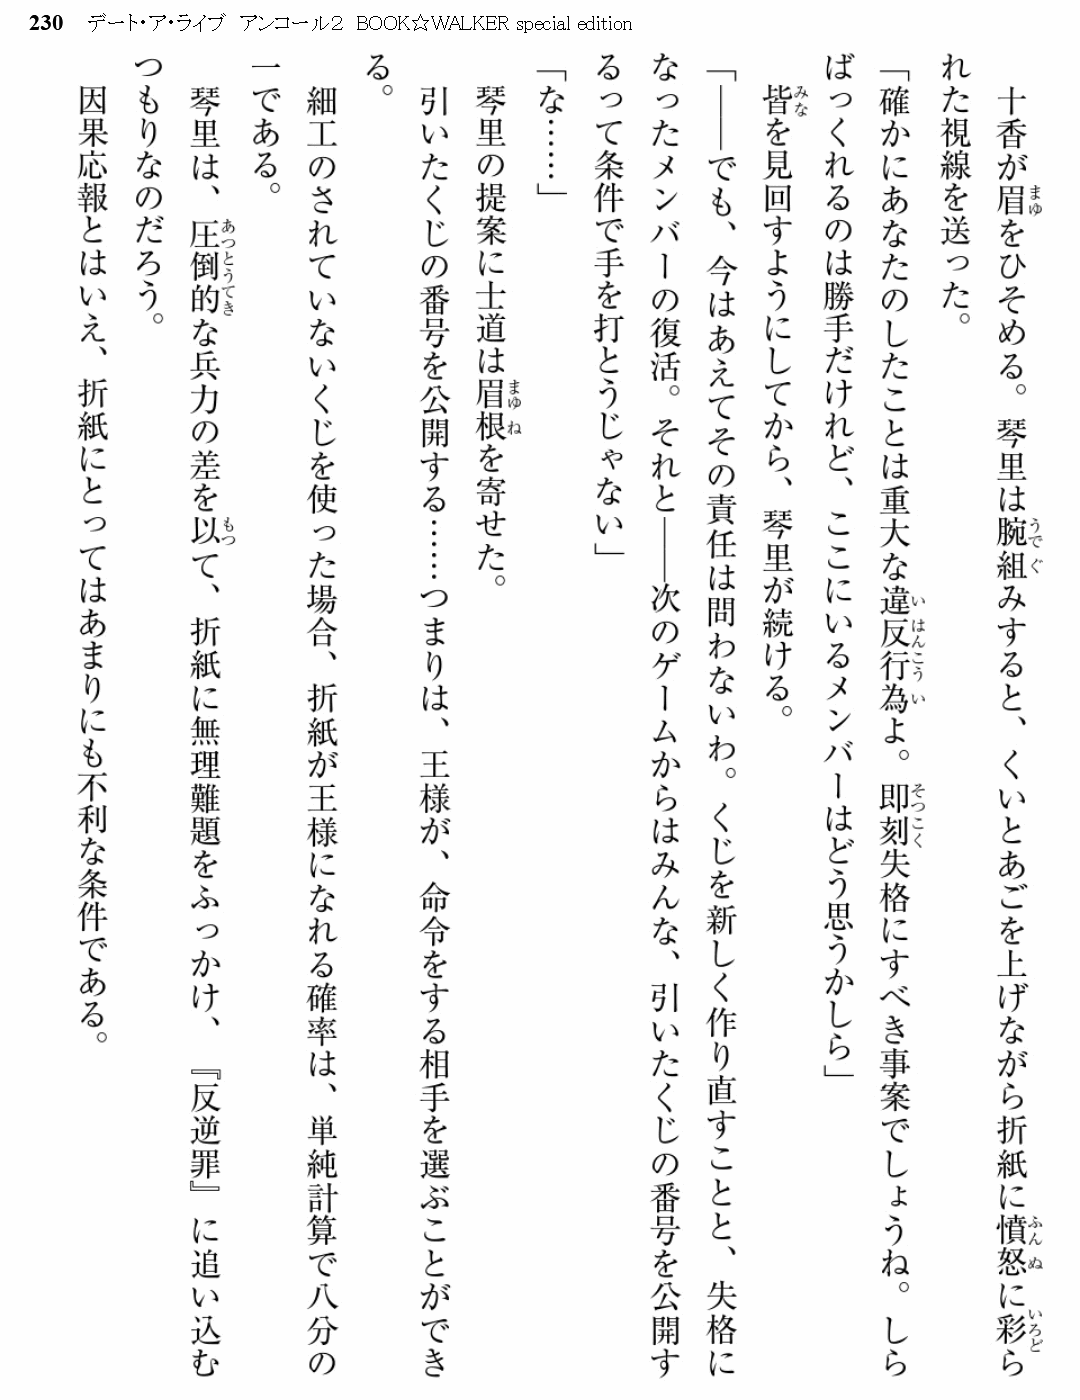 230 デート・ア・ライブ アンコール２ BOOK☆WALKER special edition
十香が眉をひそめる。琴里は腕組みすると、くいとあごを上げながら折紙に憤怒に彩ら
れた視線を送った。
「確かにあなたのしたことは重大な違反行為よ。即刻失格にすべき事案でしょうね。しら
ばっくれるのは勝手だけれど、ここにいるメンバーはどう思うかしら」
皆を見回すようにしてから、琴里が続ける。
「――でも、今はあえてその責任は問わないわ。くじを新しく作り直すことと、失格に
なったメンバーの復活。それと――次のゲームからはみんな、引いたくじの番号を公開す
るって条件で手を打とうじゃない」
「な……」
琴里の提案に士道は眉根を寄せた。
引いたくじの番号を公開する……つまりは、王様が、命令をする相手を選ぶことができ
る。
細工のされていないくじを使った場合、折紙が王様になれる確率は、単純計算で八分の
一である。
琴里は、圧倒的な兵力の差を以て、折紙に無理難題をふっかけ、『反逆罪』に追い込む
つもりなのだろう。
因果応報とはいえ、折紙にとってはあまりにも不利な条件である。